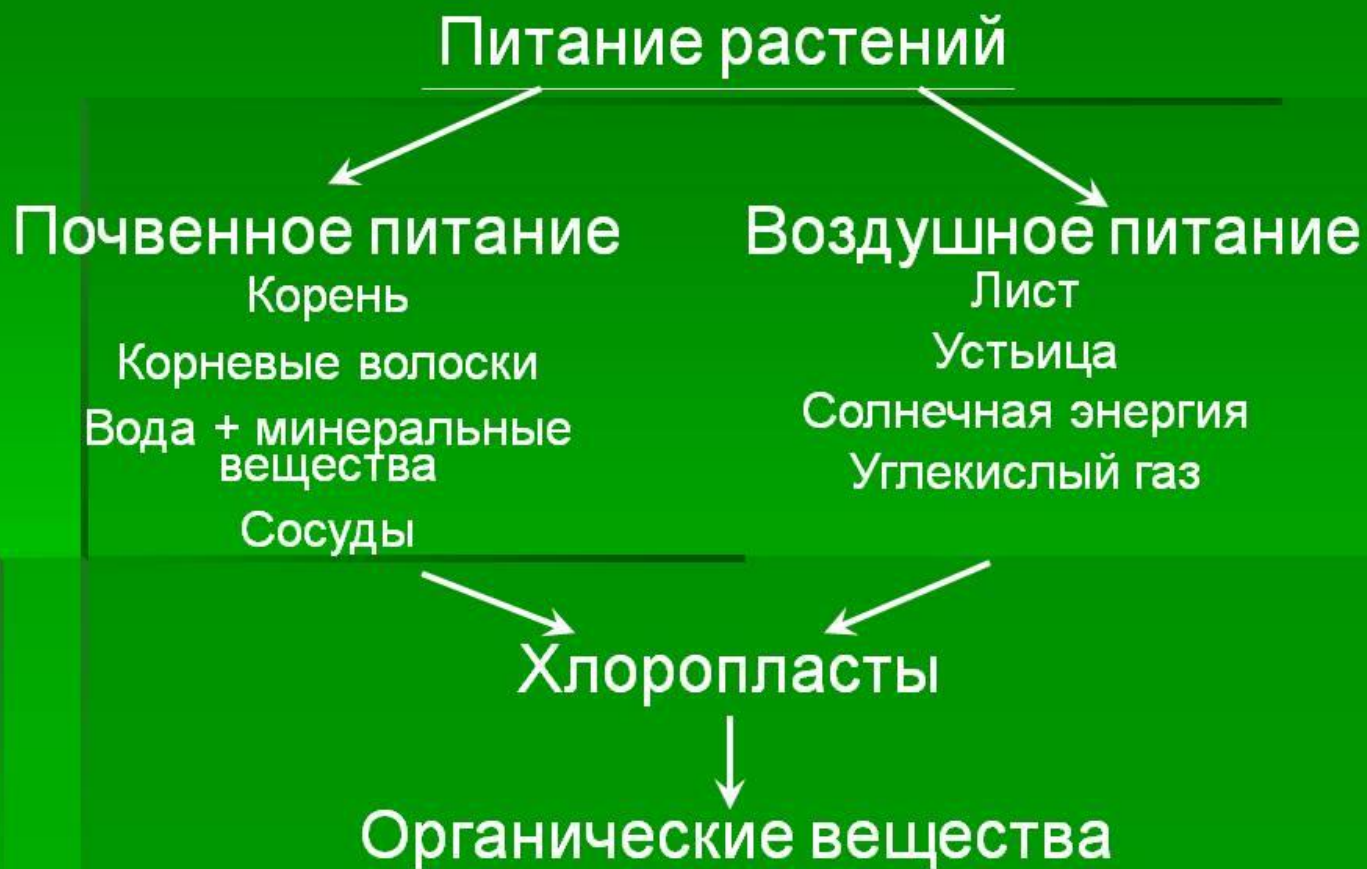 Питание растений
Почвенное питание
Корень
Корневые волоски
Вода + минеральные
вещества
Сосуды
Воздушное питание
Лист
Устьица
Солнечная энергия
Углекислый газ
Хлоропласты
Органические вещества